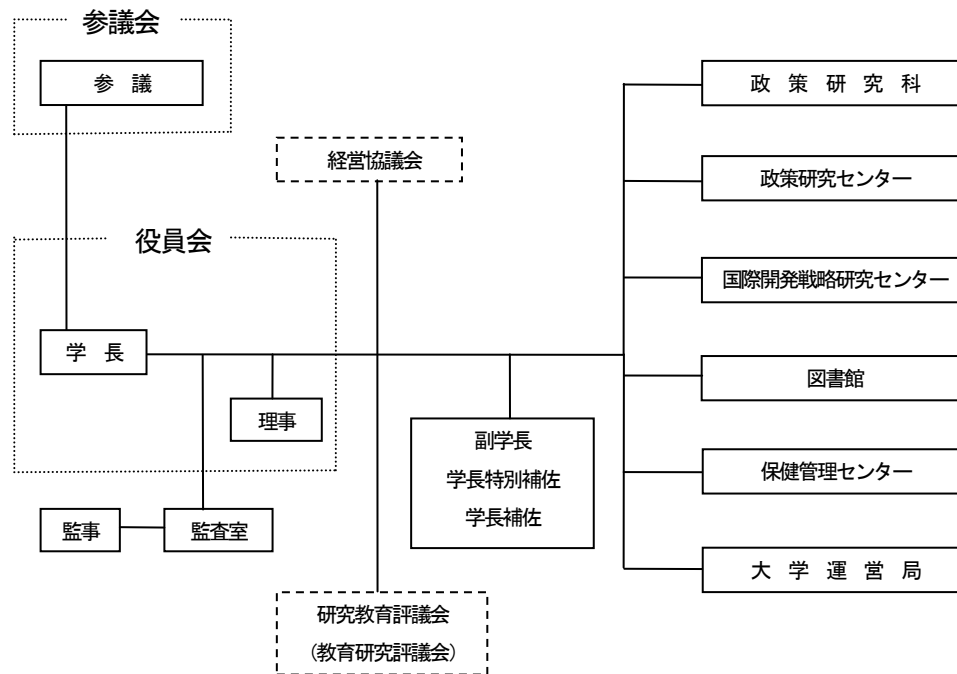 参議会
参　議
経営協議会
役員会
学　長
理事
監事
監査室
副学長
学長特別補佐
学長補佐
研究教育評議会
（教育研究評議会）
政　策　研　究　科
政策研究センター
国際開発戦略研究センター
図書館
保健管理センター
大　学　運　営　局